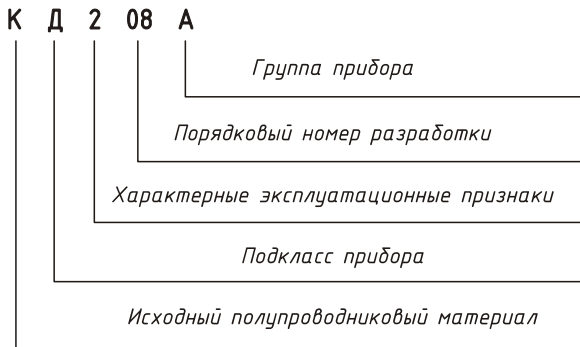 К Д 2 08 А
Группа прибора
Порядковый номер разработки
Характерные эксплуатационные признаки
Подкласс прибора
Исходный полупроводниковый материал